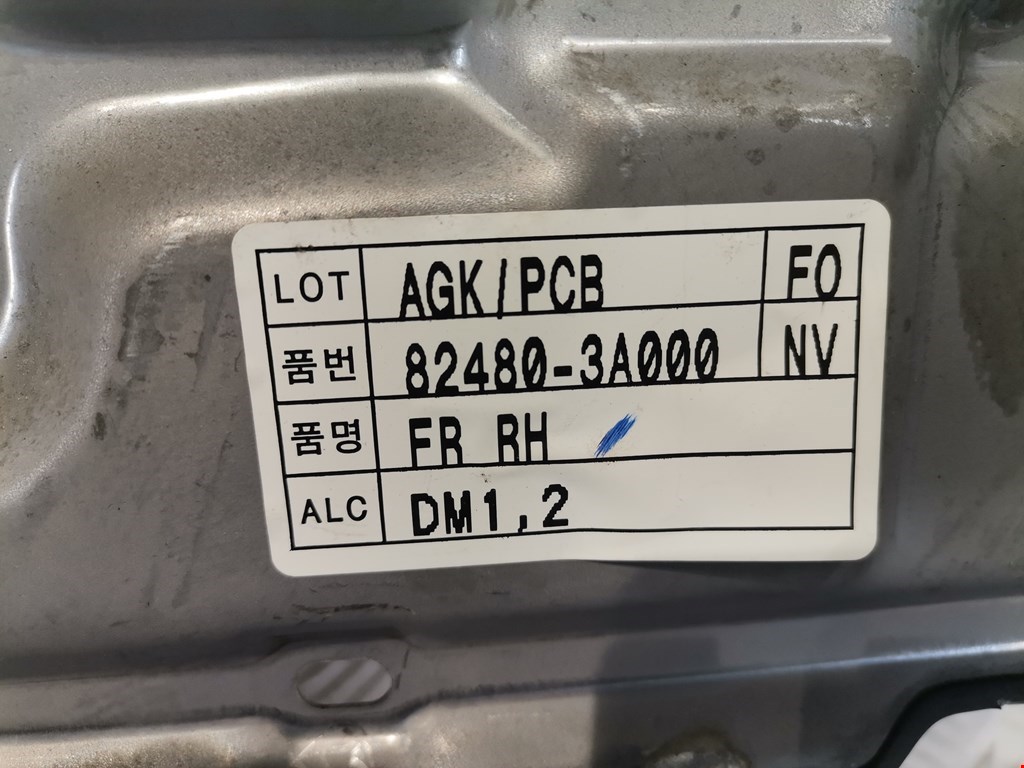 LOT AGK/PCB FO
품번 82480-3A000 NV
품명 FR RH
ALC DM1,2